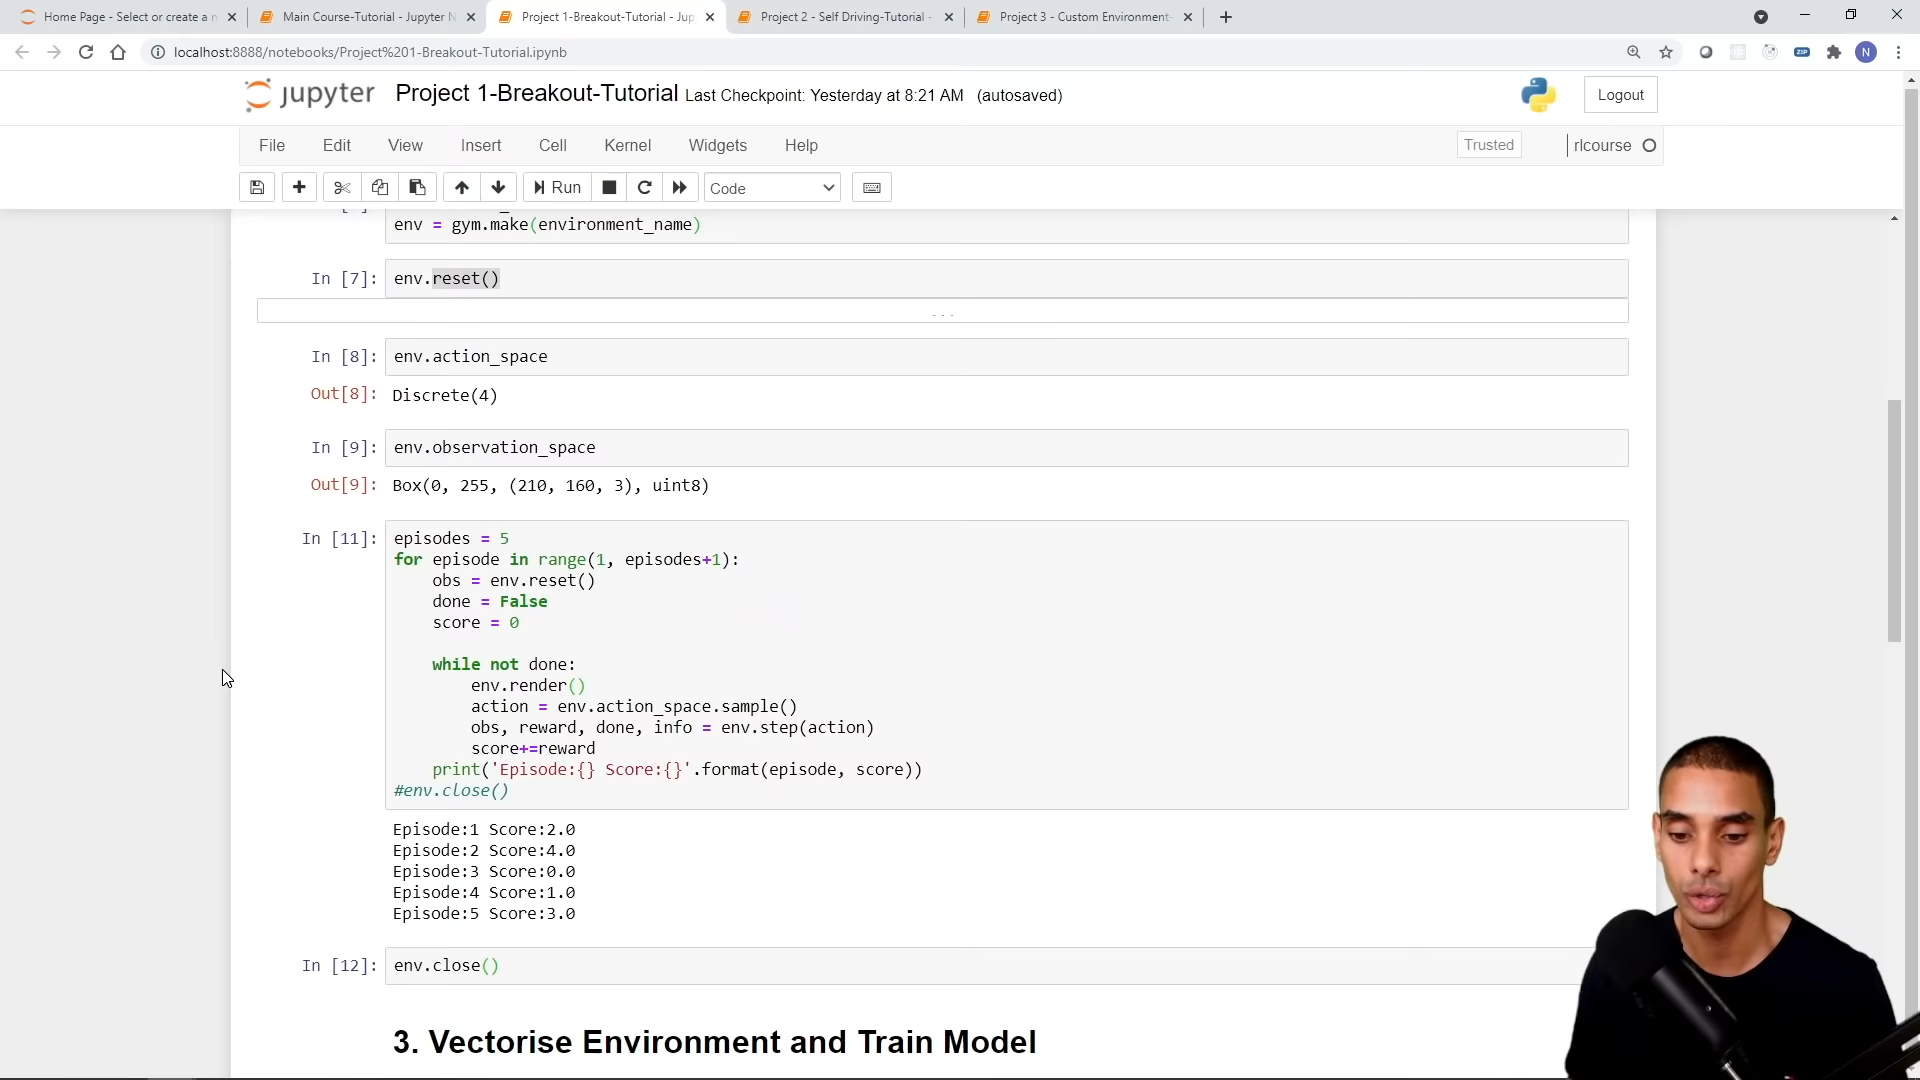 Home Page - Select or create a n
Main Course-Tutorial - Jupyter N
Project 1-Breakout-Tutorial - Jup
Project 2 - Self Driving-Tutorial -
Project 3 - Custom Environment-
localhost:8888/notebooks/Project%201-Breakout-Tutorial.ipynb
ZIP
N
jupyter Project 1-Breakout-Tutorial Last Checkpoint: Yesterday at 8:21 AM (autosaved)
Logout
File Edit View Insert Cell Kernel Widgets Help
Trusted
rlcourse
Run
Code
env = gym.make(environment_name)
In [7]: env.reset()
...
In [8]: env.action_space
Out[8]: Discrete(4)
In [9]: env.observation_space
Out[9]: Box(0, 255, (210, 160, 3), uint8)
In [11]: episodes = 5
for episode in range(1, episodes+1):
    obs = env.reset()
    done = False
    score = 0
    while not done:
        env.render()
        action = env.action_space.sample()
        obs, reward, done, info = env.step(action)
        score+=reward
    print('Episode:{} Score:{}'.format(episode, score))
#env.close()
Episode:1 Score:2.0
Episode:2 Score:4.0
Episode:3 Score:0.0
Episode:4 Score:1.0
Episode:5 Score:3.0
In [12]: env.close()
3. Vectorise Environment and Train Model